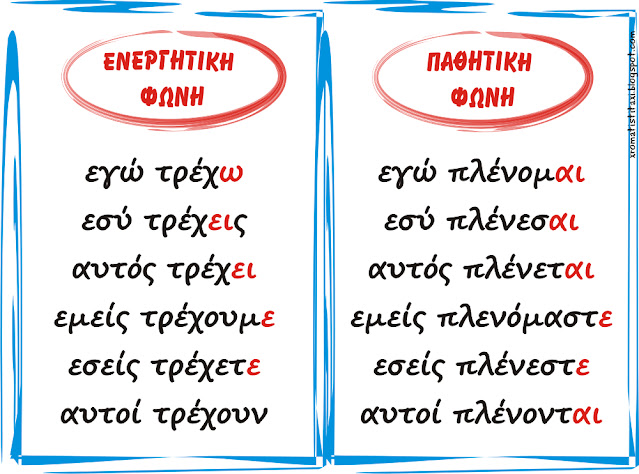 ΕΝΕΡΓΗΤΙΚΗ
ΦΩΝΗ
εγώ τρέχω
εσύ τρέχεις
αυτός τρέχει
εμείς τρέχουμε
εσείς τρέχετε
αυτοί τρέχουν
ΠΑΘΗΤΙΚΗ
ΦΩΝΗ
εγώ πλένομαι
εσύ πλένεσαι
αυτός πλένεται
εμείς πλενόμαστε
εσείς πλένεστε
αυτοί πλένονται
xromatistitaxi.blogspot.com